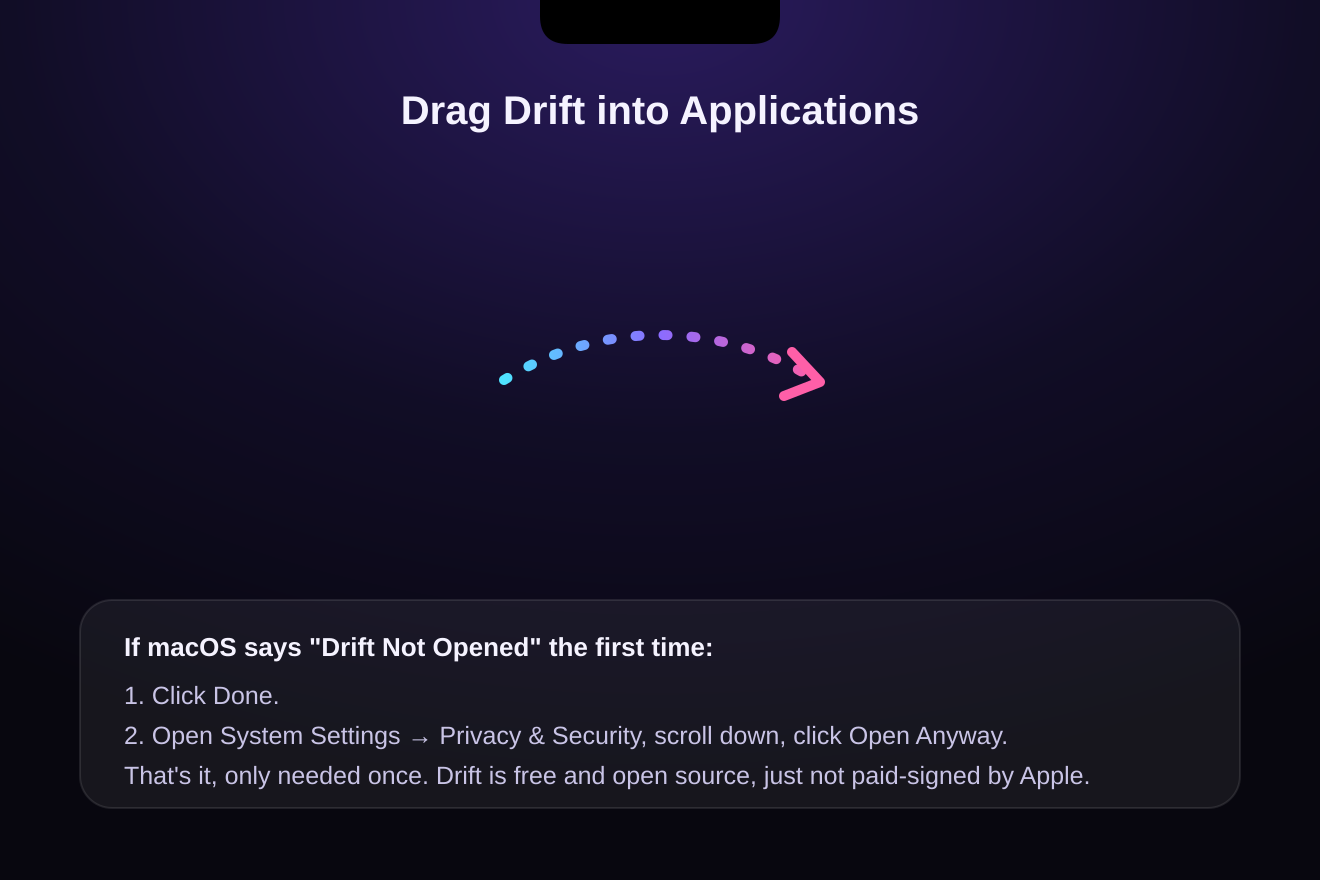 Drag Drift into Applications
If macOS says "Drift Not Opened" the first time:
1. Click Done.
2. Open System Settings → Privacy & Security, scroll down, click Open Anyway.
That's it, only needed once. Drift is free and open source, just not paid-signed by Apple.